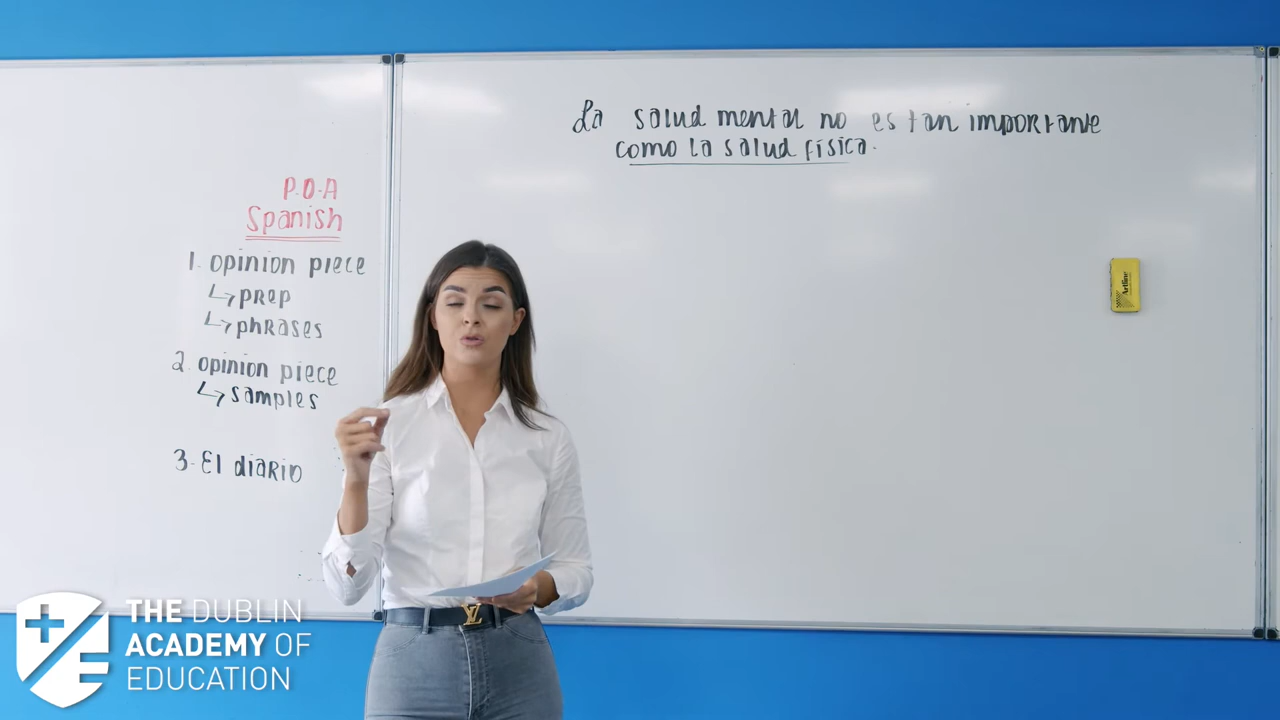 La salud mental no es tan importante
como la salud física.
P.O.A
Spanish
1. opinion piece
↳ prep
↳ phrases
2. opinion piece
↳ samples
3. El diario
Artline
LV
THE DUBLIN
ACADEMY OF
EDUCATION